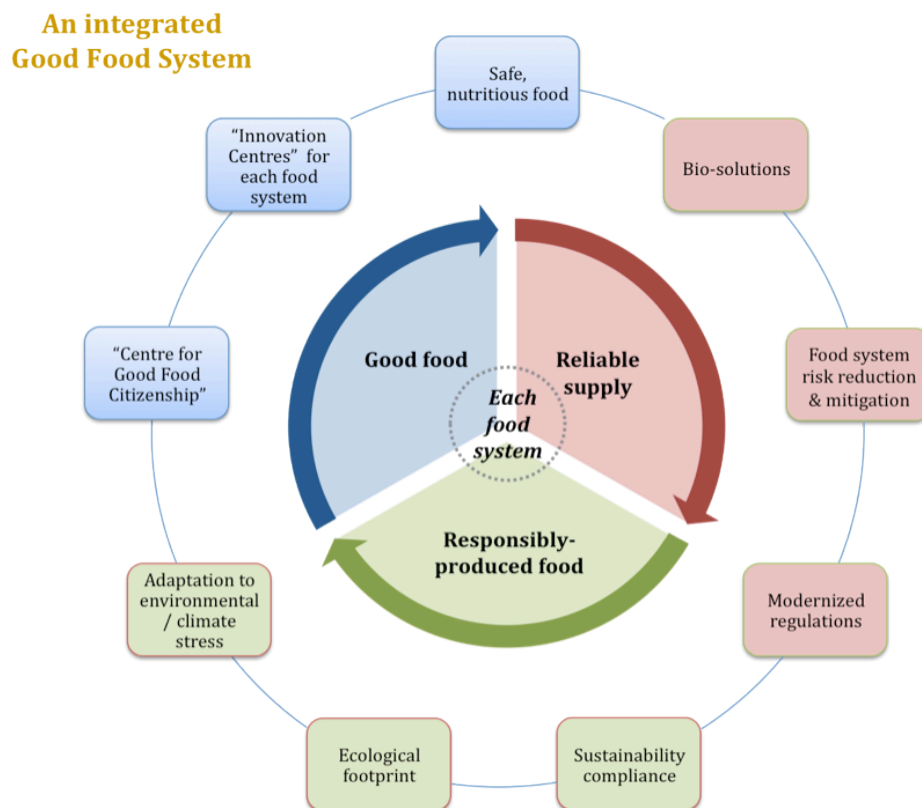 An integrated
Good Food System
Safe,
nutritious food
"Innovation
Centres" for
each food
system
Bio-solutions
"Centre for
Good Food
Citizenship"
Good food
Reliable
supply
Food system
risk reduction
& mitigation
Each
food
system
Responsibly-
produced food
Adaptation to
environmental
/ climate
stress
Modernized
regulations
Ecological
footprint
Sustainability
compliance